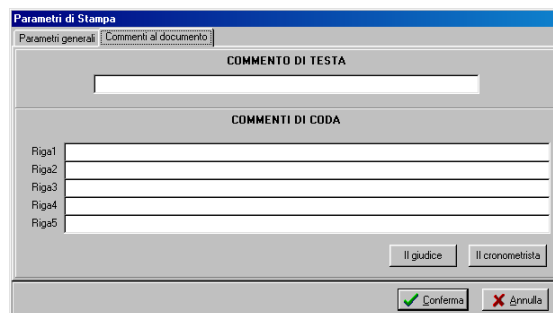 Parametri di Stampa
Parametri generali Commenti al documento
COMMENTO DI TESTA
COMMENTI DI CODA
Riga1
Riga2
Riga3
Riga4
Riga5
Il giudice Il cronometrista
Conferma Annulla